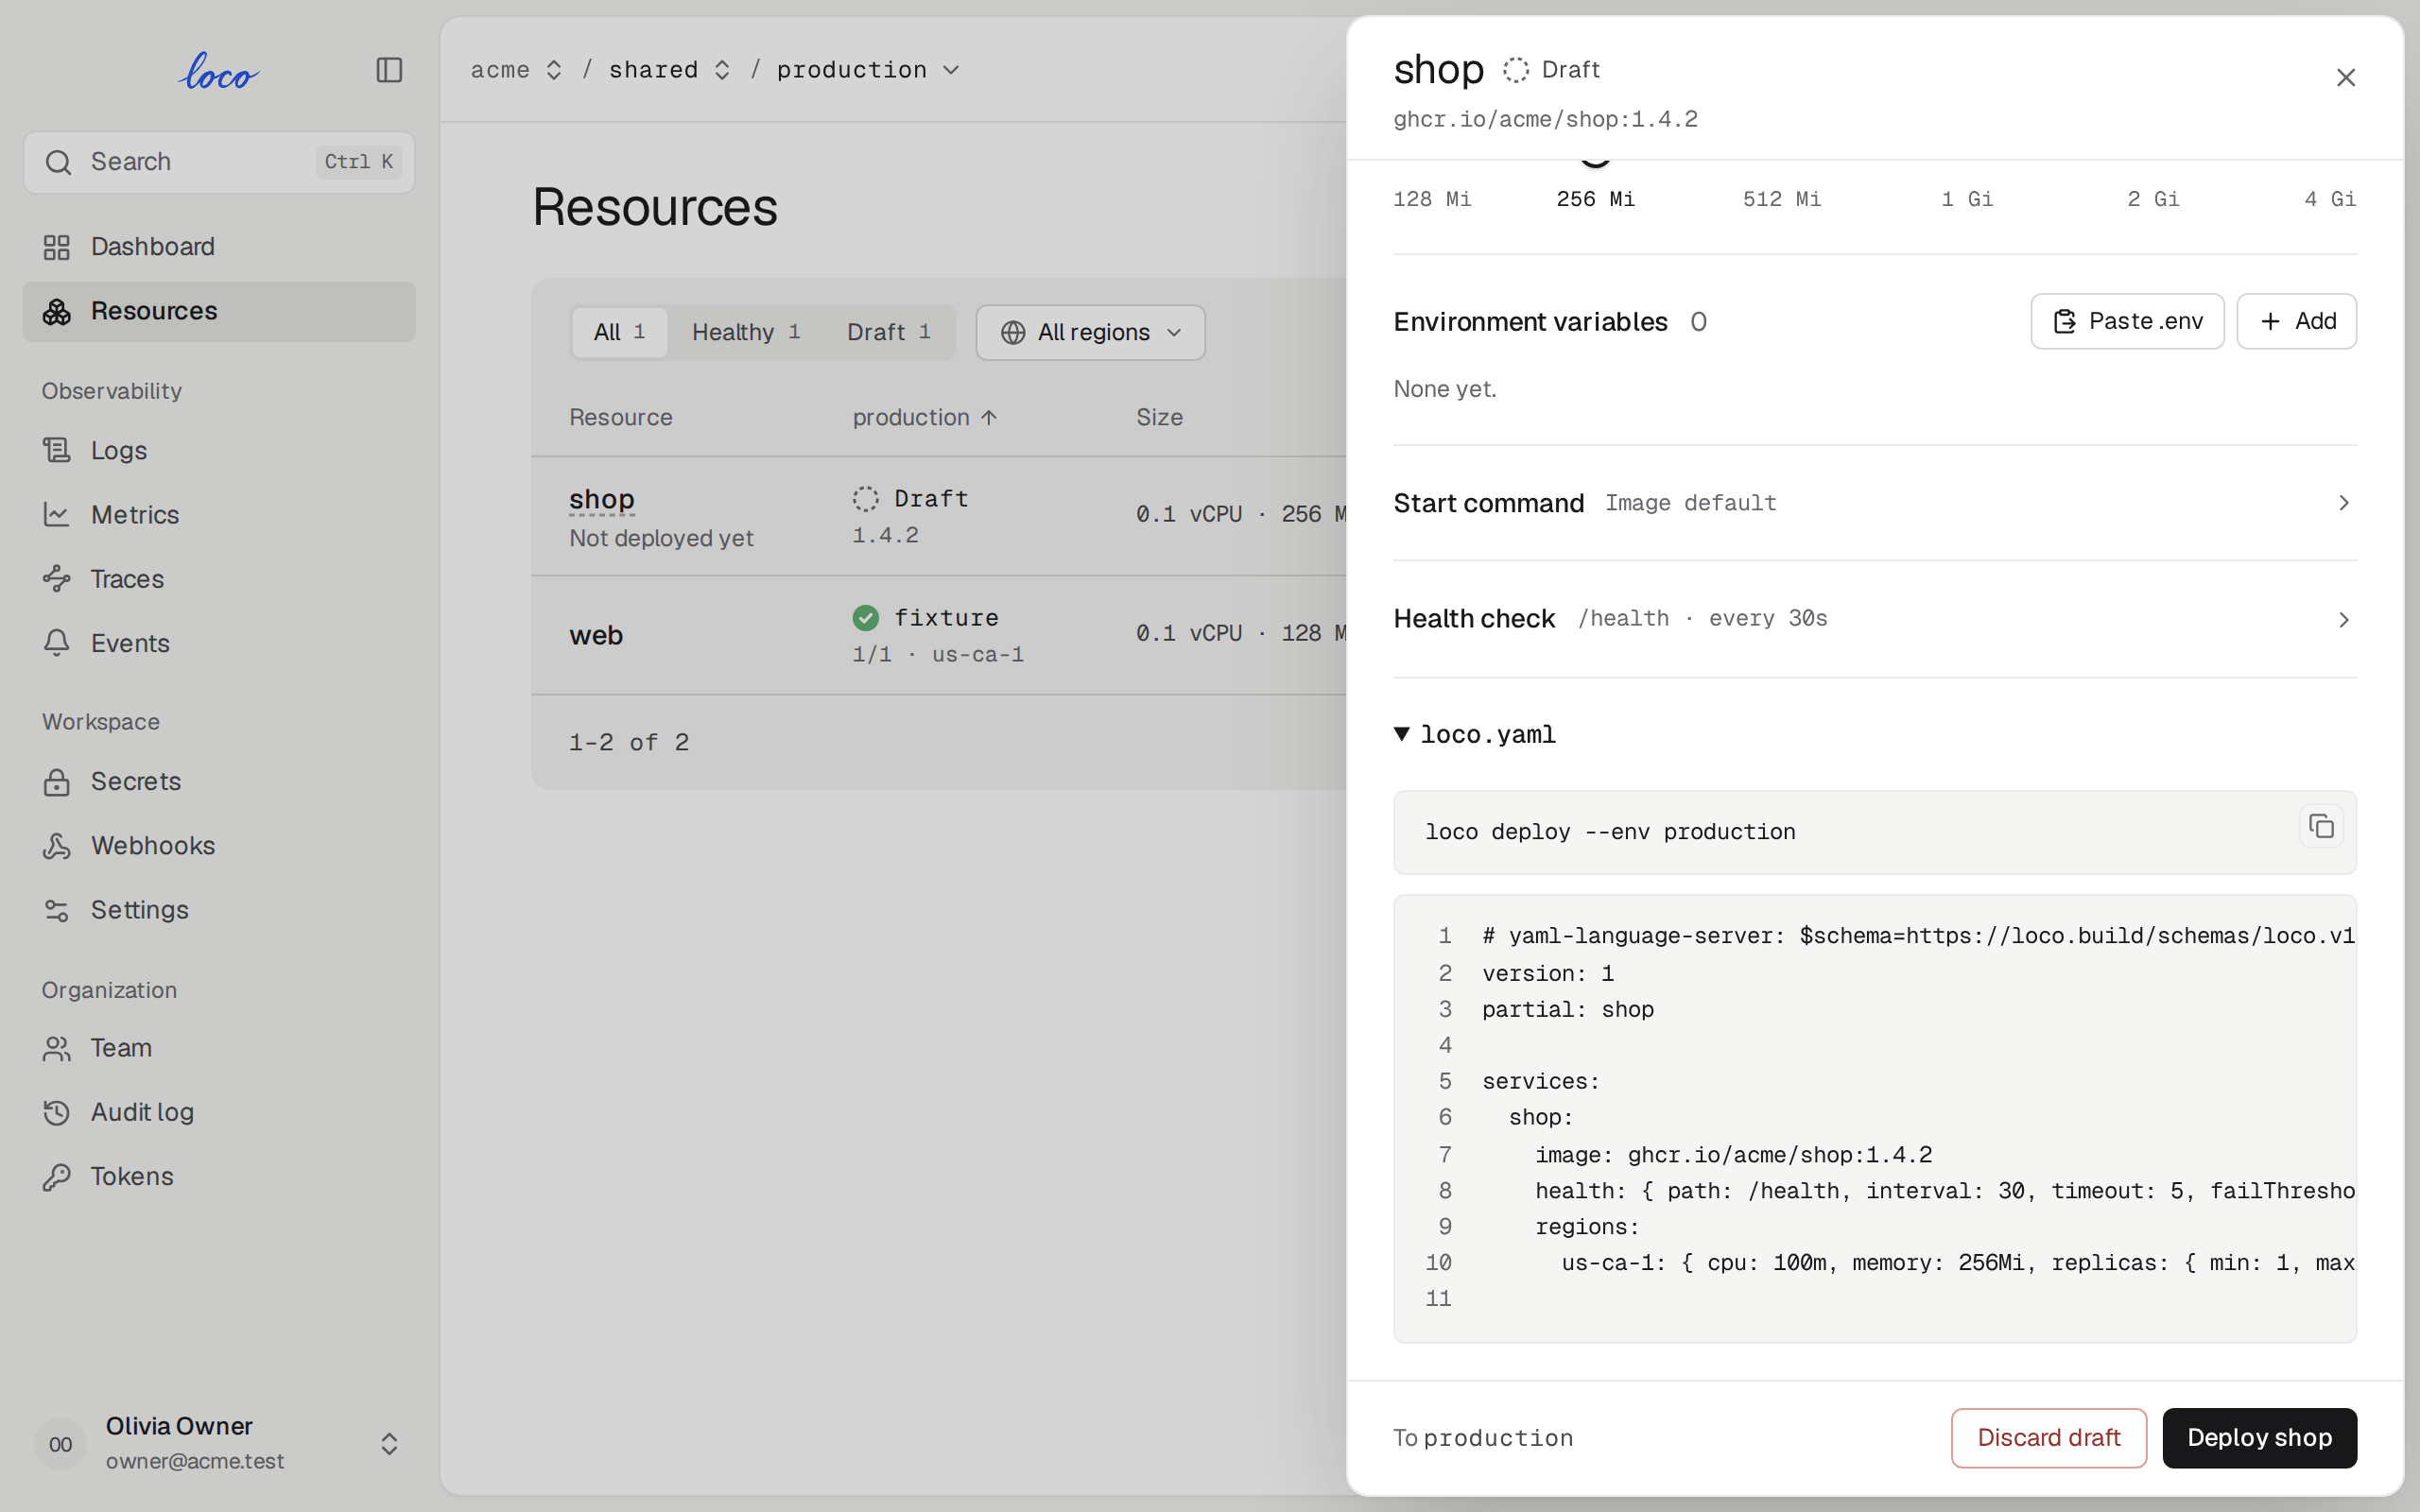 loco
Search
Ctrl K
Dashboard
Resources
Observability
Logs
Metrics
Traces
Events
Workspace
Secrets
Webhooks
Settings
Organization
Team
Audit log
Tokens
OO
Olivia Owner
owner@acme.test
acme / shared / production
Resources
All 1
Healthy 1
Draft 1
All regions
Resource production Size
shop
Not deployed yet
Draft
1.4.2
0.1 vCPU · 256 M
web
fixture
1/1 · us-ca-1
0.1 vCPU · 128 M
1-2 of 2
shop Draft
ghcr.io/acme/shop:1.4.2
128 Mi 256 Mi 512 Mi 1 Gi 2 Gi 4 Gi
Environment variables 0
Paste .env
Add
None yet.
Start command Image default
Health check /health · every 30s
loco.yaml
loco deploy --env production
1 # yaml-language-server: $schema=https://loco.build/schemas/loco.v1
2 version: 1
3 partial: shop
4
5 services:
6 shop:
7 image: ghcr.io/acme/shop:1.4.2
8 health: { path: /health, interval: 30, timeout: 5, failThresho
9 regions:
10 us-ca-1: { cpu: 100m, memory: 256Mi, replicas: { min: 1, max
11
To production
Discard draft
Deploy shop